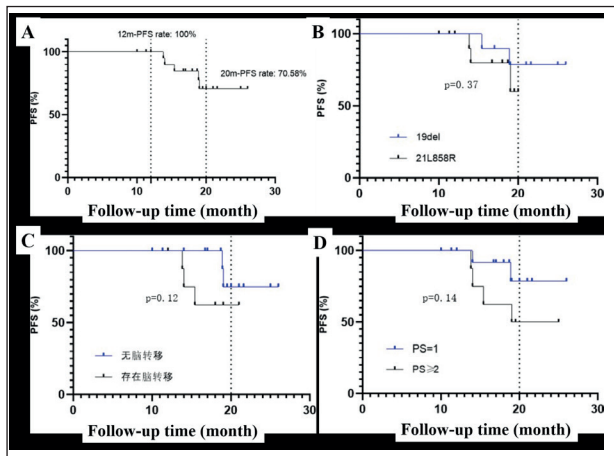 A
12m-PFS rate: 100%
20m-PFS rate: 70.58%
PFS (%)
100
50
0
0 10 20 30
Follow-up time (month)
B
PFS (%)
100
50
0
p=0.37
19del
21L858R
0 10 20 30
Follow-up time (month)
C
PFS (%)
100
50
0
p=0.12
无脑转移
存在脑转移
0 10 20 30
Follow-up time (month)
D
PFS (%)
100
50
0
p=0.14
PS=1
PS≥2
0 10 20 30
Follow-up time (month)